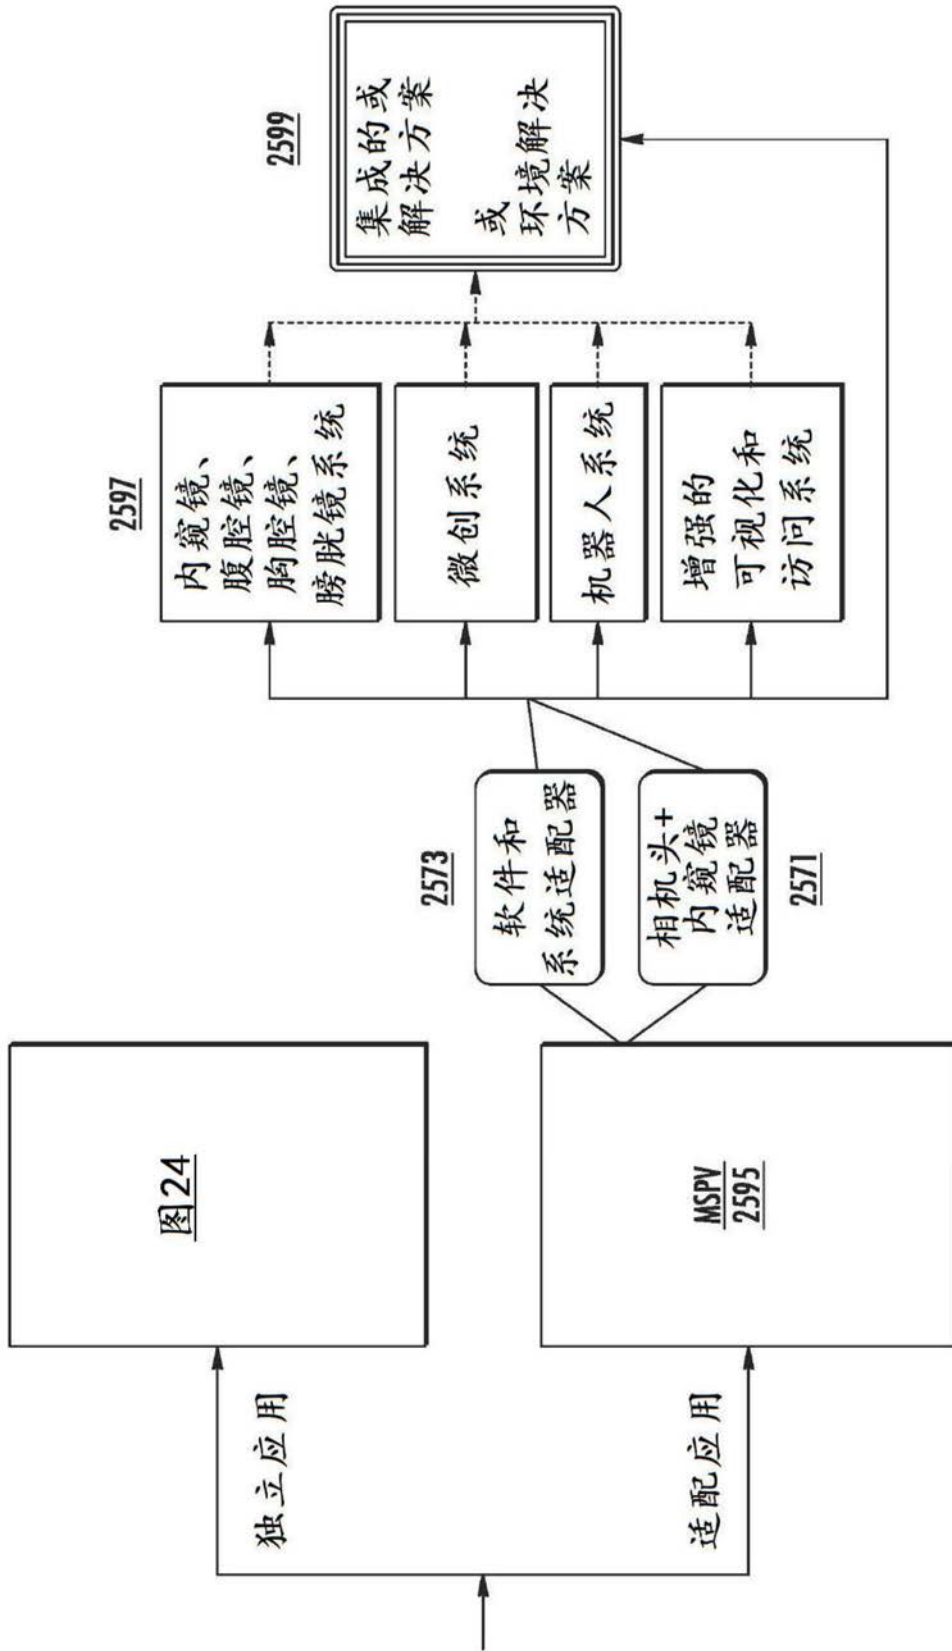 独立应用
图24
适配应用
MSPV
2595
2573
软件和
系统适配器
相机头+
内窥镜
适配器
2571
2597
内窥镜、
腹腔镜、
胸腔镜、
膀胱镜系统
微创系统
机器人系统
增强的
可视化和
访问系统
2599
集成的或
解决方案
或
环境解决
方案